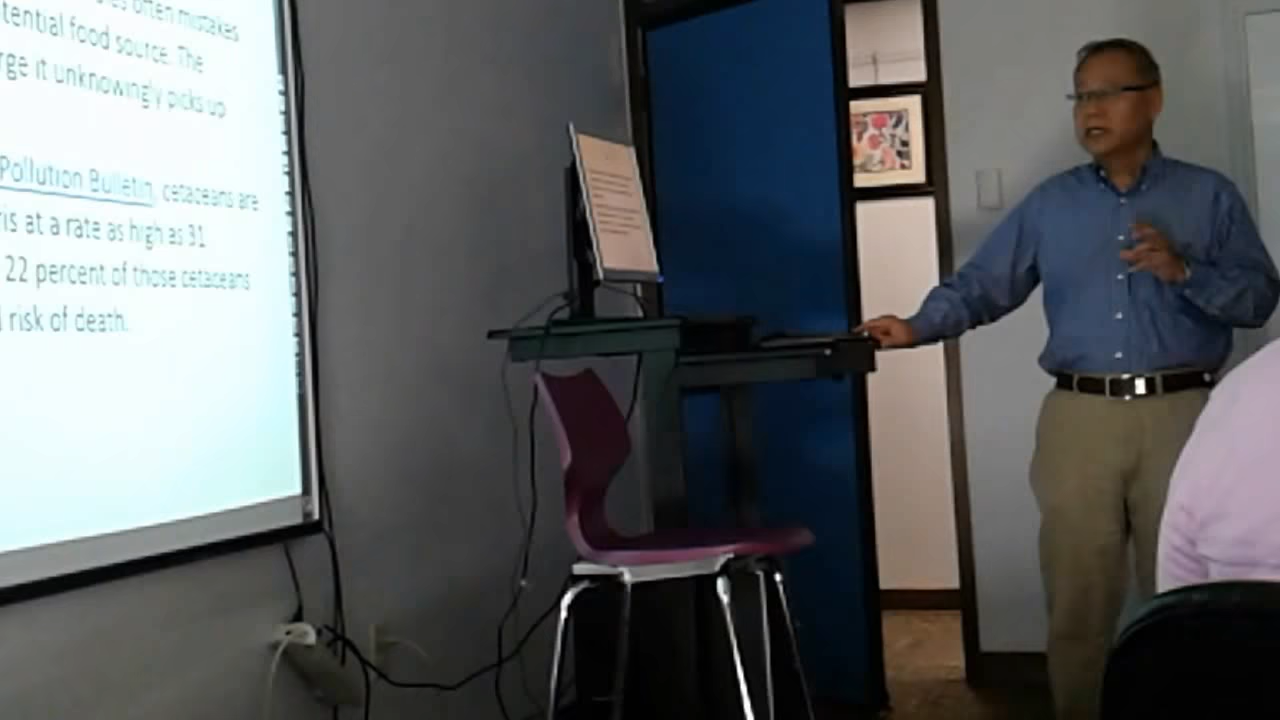 often mistakes
tential food source. The
rge it unknowingly picks up
Pollution Bulletin, cetaceans are
ris at a rate as high as 31
22 percent of those cetaceans
risk of death.